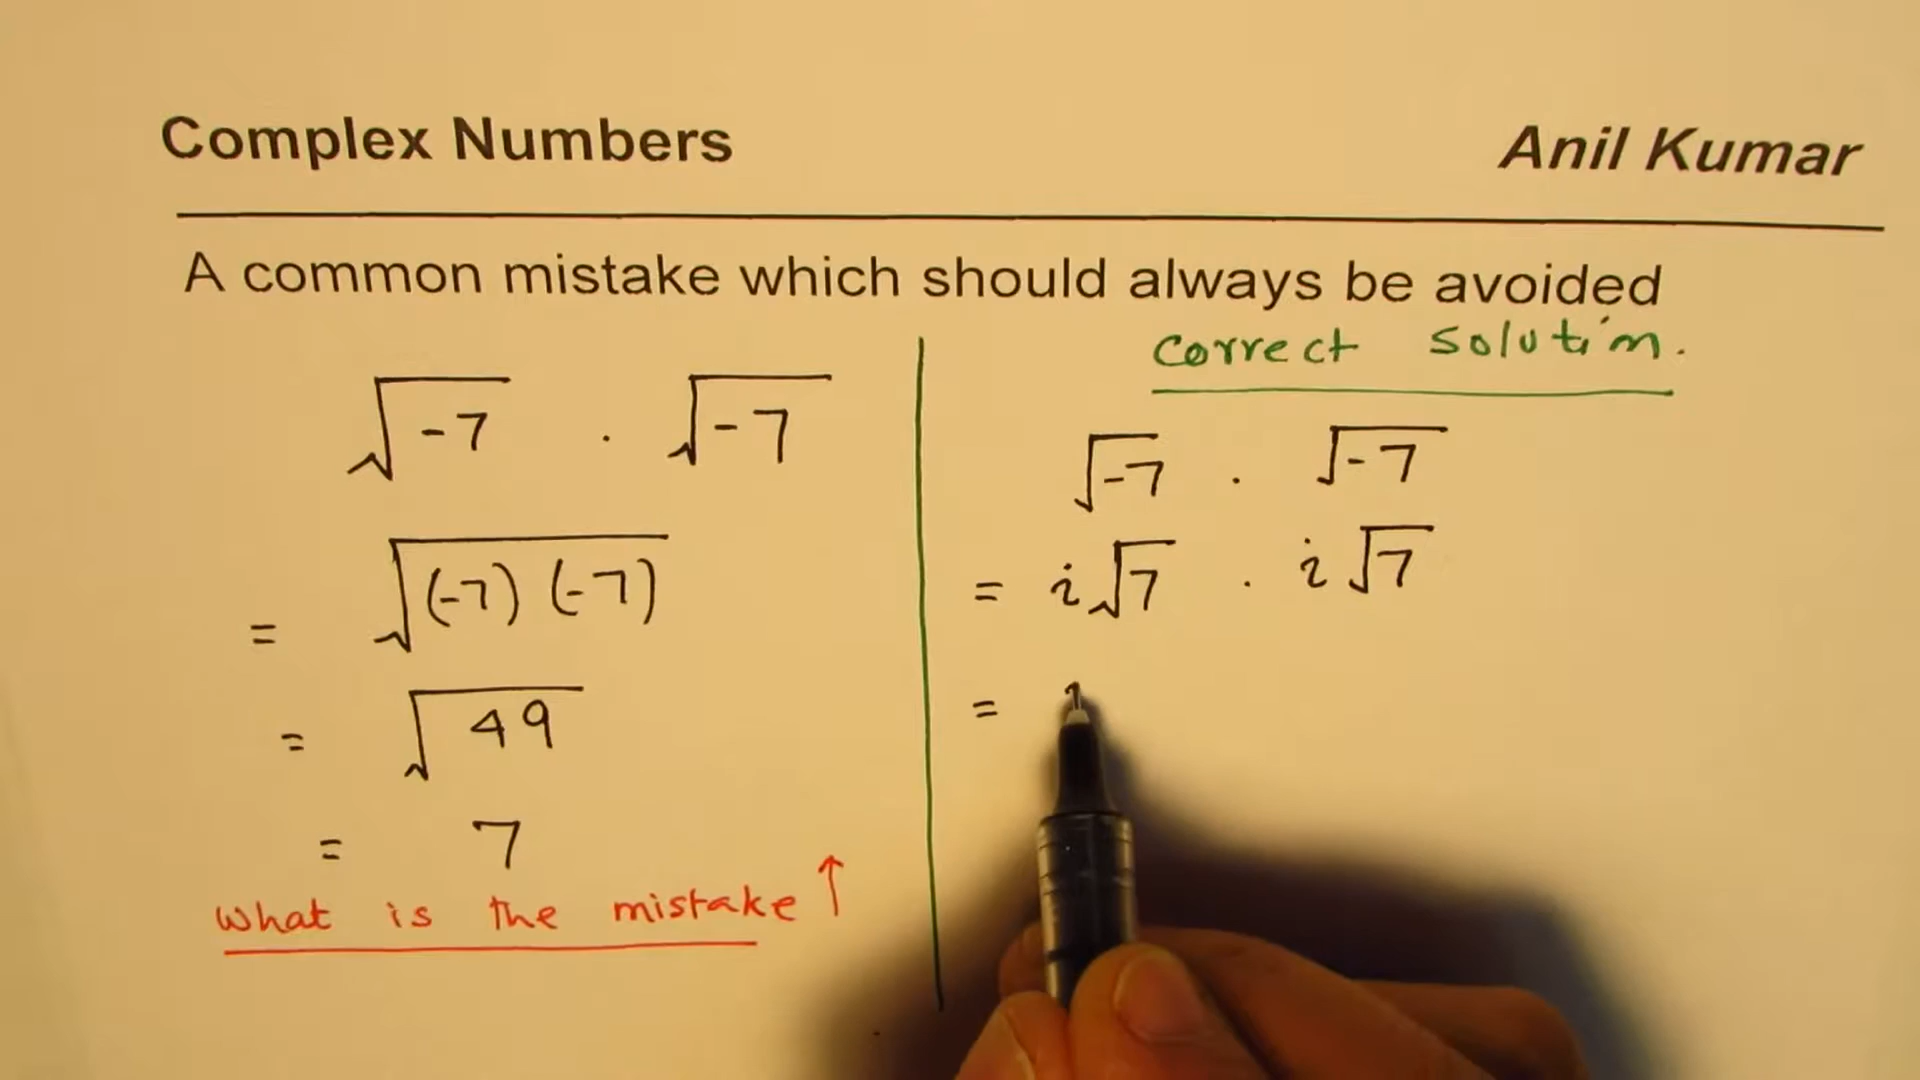 Complex Numbers
Anil Kumar
A common mistake which should always be avoided
√-7 . √-7
= √(-7) (-7)
= √49
= 7
What is the mistake ↑
correct solution.
√-7 . √-7
= i√7 . i√7
=